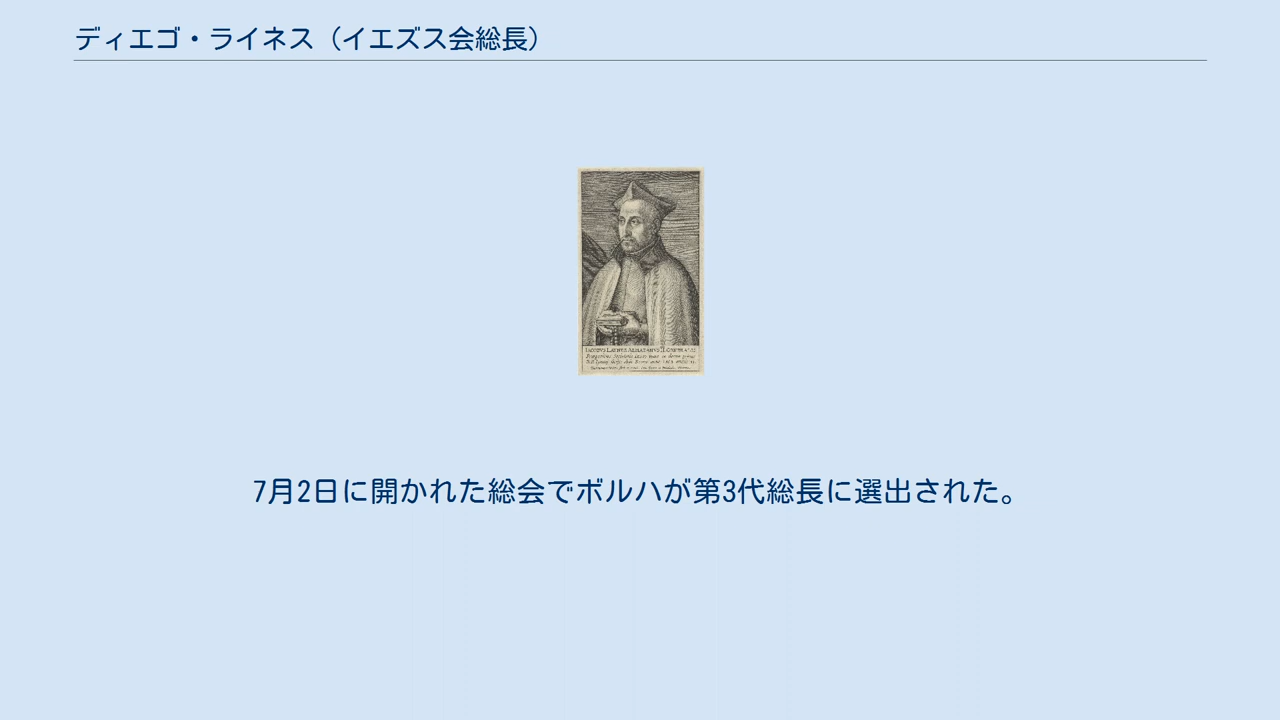 ディエゴ・ライネス（イエズス会総長）
7月2日に開かれた総会でボルハが第3代総長に選出された。